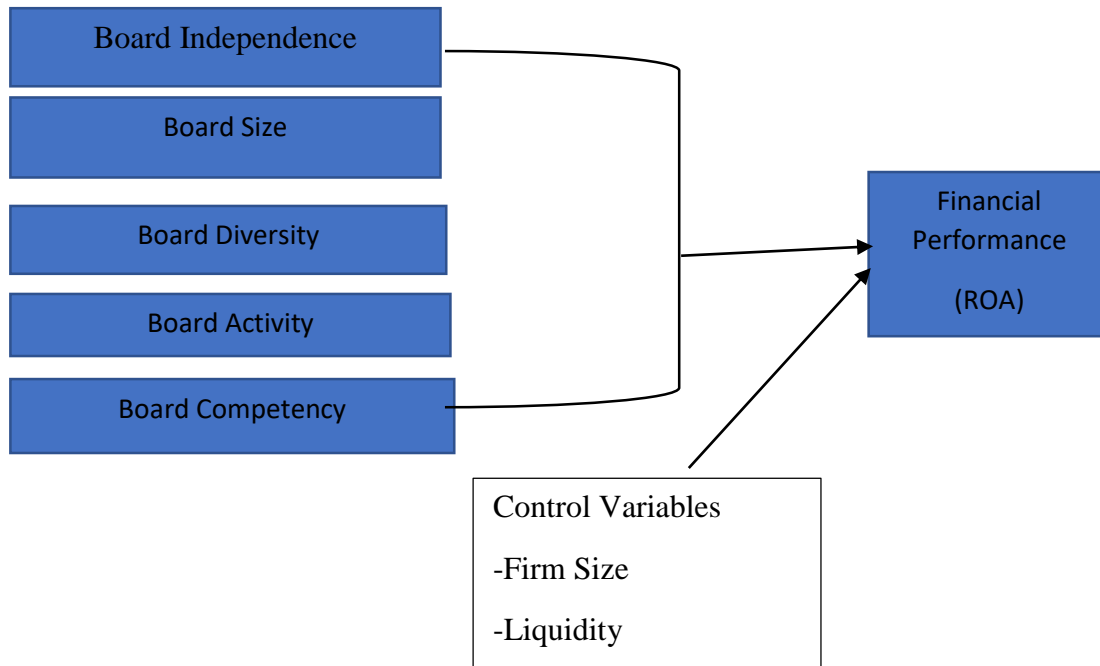 Board Independence
Board Size
Board Diversity
Board Activity
Board Competency
Financial
Performance
(ROA)
Control Variables
-Firm Size
-Liquidity